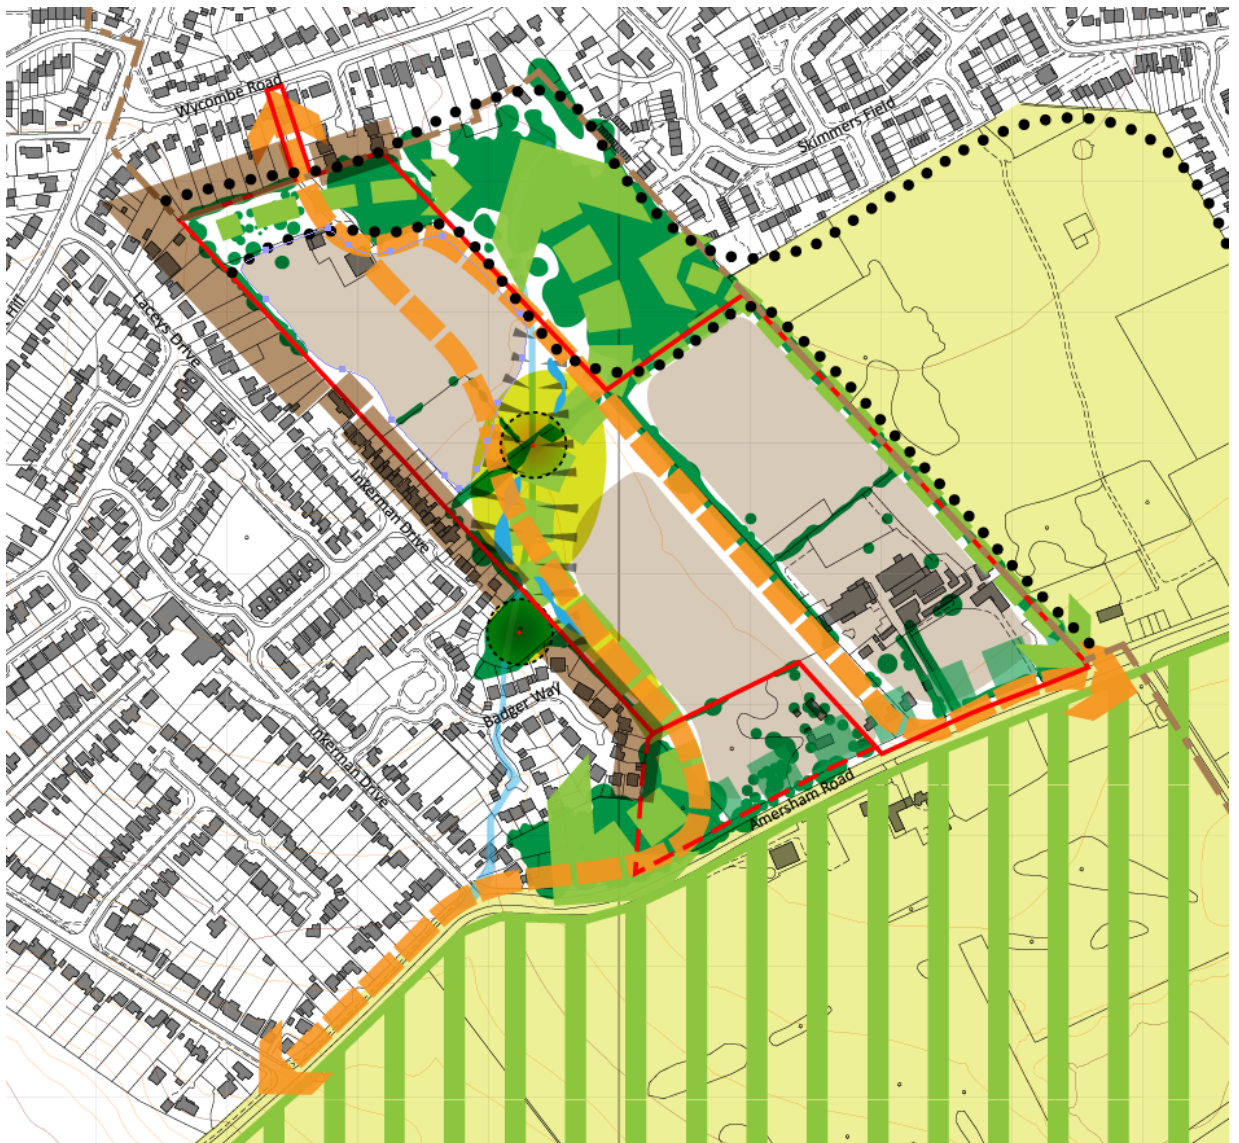 Wycombe Road
Skimmers Field
Hill
Laceys Drive
Inkerman Drive
Badger Way
Inkerman Drive
Amersham Road